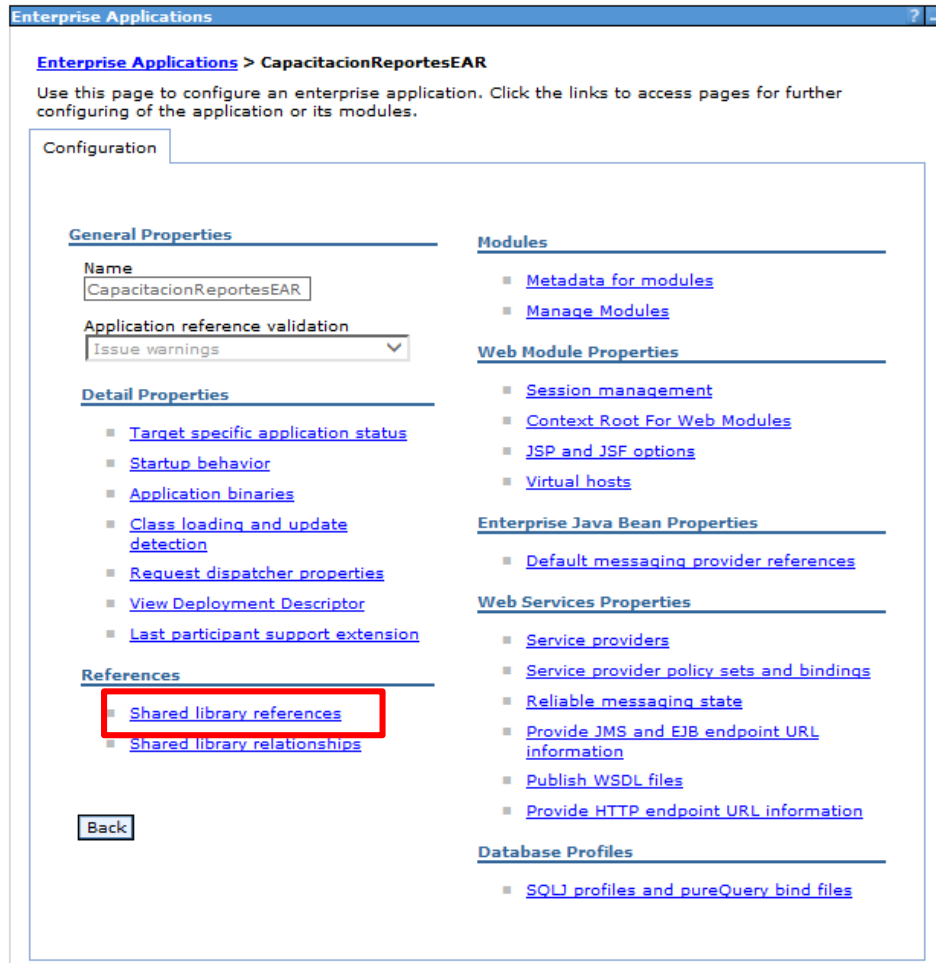 Enterprise Applications ? -
Enterprise Applications > CapacitacionReportesEAR
Use this page to configure an enterprise application. Click the links to access pages for further
configuring of the application or its modules.
Configuration
General Properties
Name
CapacitacionReportesEAR
Application reference validation
Issue warnings
Detail Properties
Target specific application status
Startup behavior
Application binaries
Class loading and update
detection
Request dispatcher properties
View Deployment Descriptor
Last participant support extension
References
Shared library references
Shared library relationships
Back
Modules
Metadata for modules
Manage Modules
Web Module Properties
Session management
Context Root For Web Modules
JSP and JSF options
Virtual hosts
Enterprise Java Bean Properties
Default messaging provider references
Web Services Properties
Service providers
Service provider policy sets and bindings
Reliable messaging state
Provide JMS and EJB endpoint URL
information
Publish WSDL files
Provide HTTP endpoint URL information
Database Profiles
SQLJ profiles and pureQuery bind files